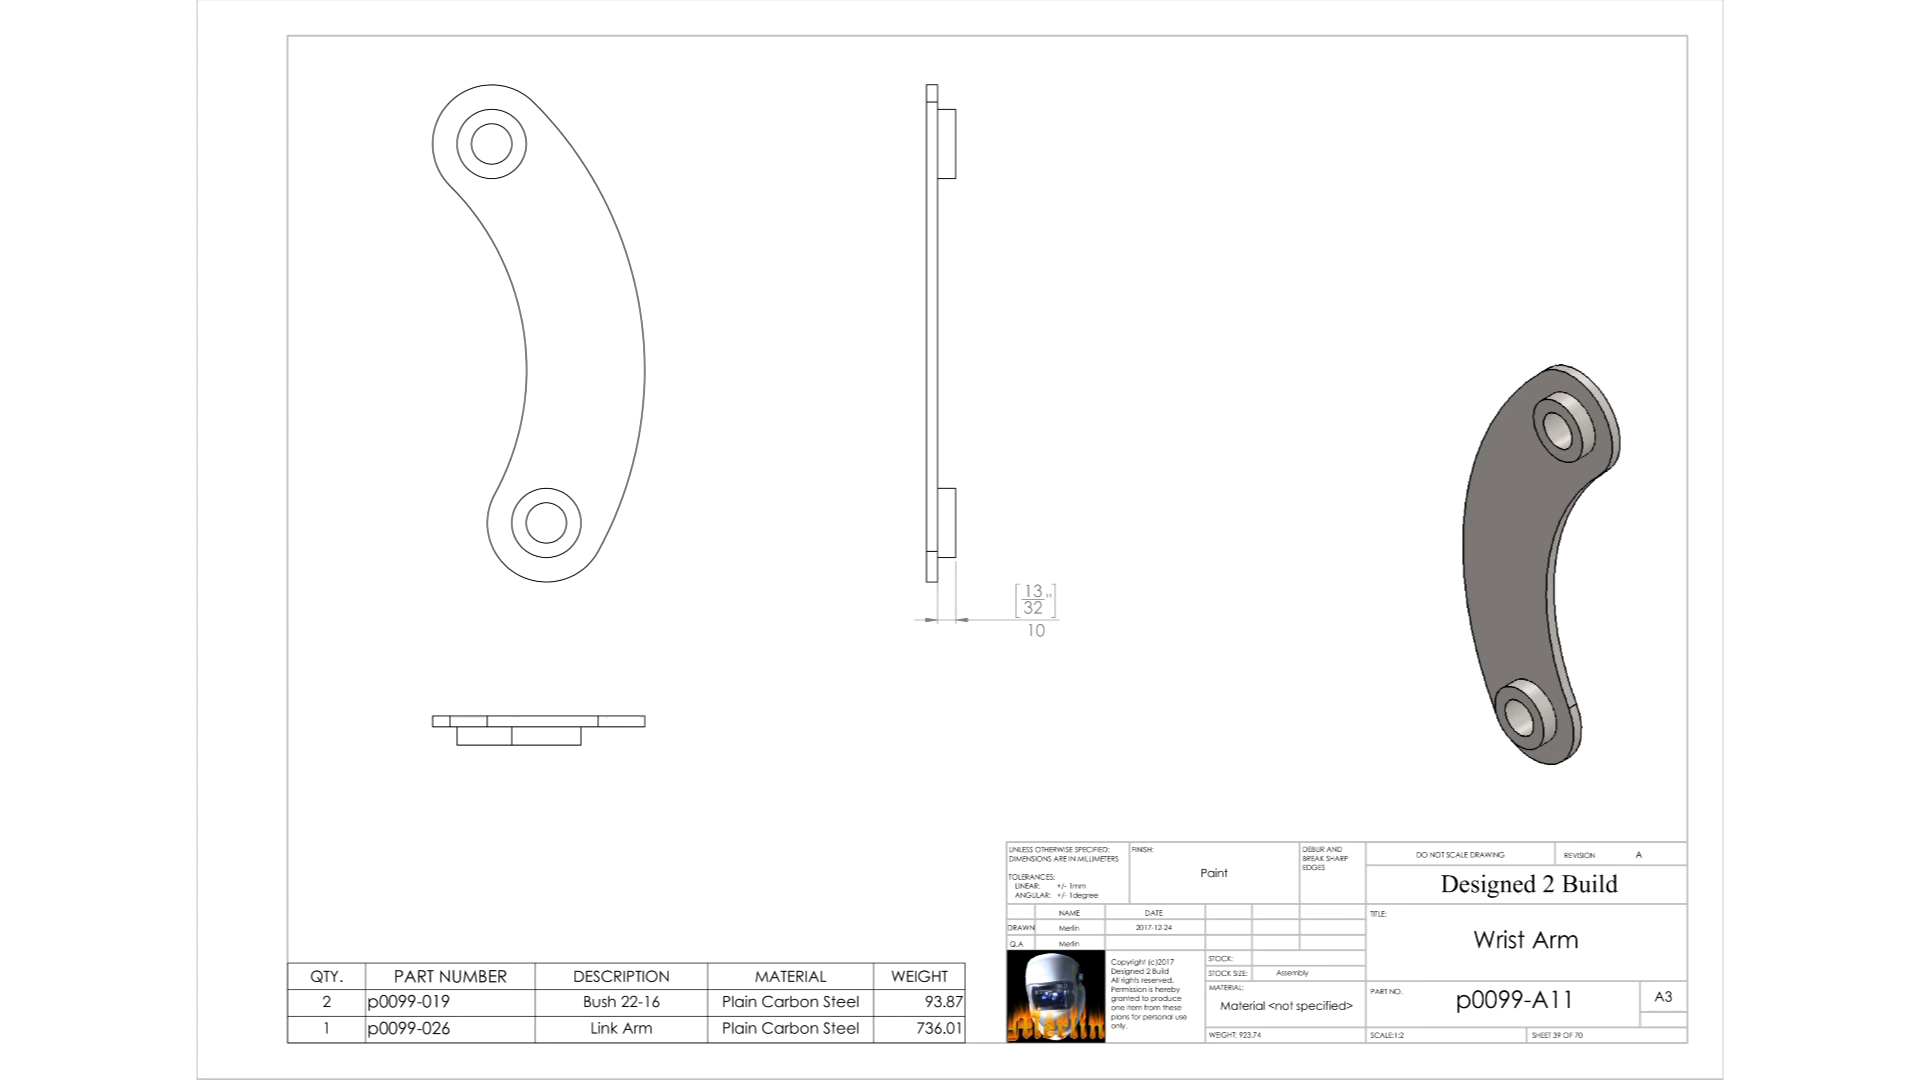 [13/32"]
10
UNLESS OTHERWISE SPECIFIED:
DIMENSIONS ARE IN MILLIMETERS
TOLERANCES:
LINEAR: +/- 1mm
ANGULAR: +/- 1degree
FINISH:
Paint
DEBUR AND
BREAK SHARP
EDGES
DO NOT SCALE DRAWING
REVISION A
Designed 2 Build
NAME DATE
DRAWN Merlin 2017-12-24
Q.A Merlin
TITLE:
Wrist Arm
Merlin
Copyright (c)2017
Designed 2 Build
All rights reserved.
Permission is hereby
granted to produce
one item from these
plans for personal use
only.
STOCK:
STOCK SIZE: Assembly
MATERIAL:
Material <not specified>
WEIGHT: 923.74
PART NO.
p0099-A11
A3
SCALE:1:2
SHEET 39 OF 70
QTY. PART NUMBER DESCRIPTION MATERIAL WEIGHT
2 p0099-019 Bush 22-16 Plain Carbon Steel 93.87
1 p0099-026 Link Arm Plain Carbon Steel 736.01